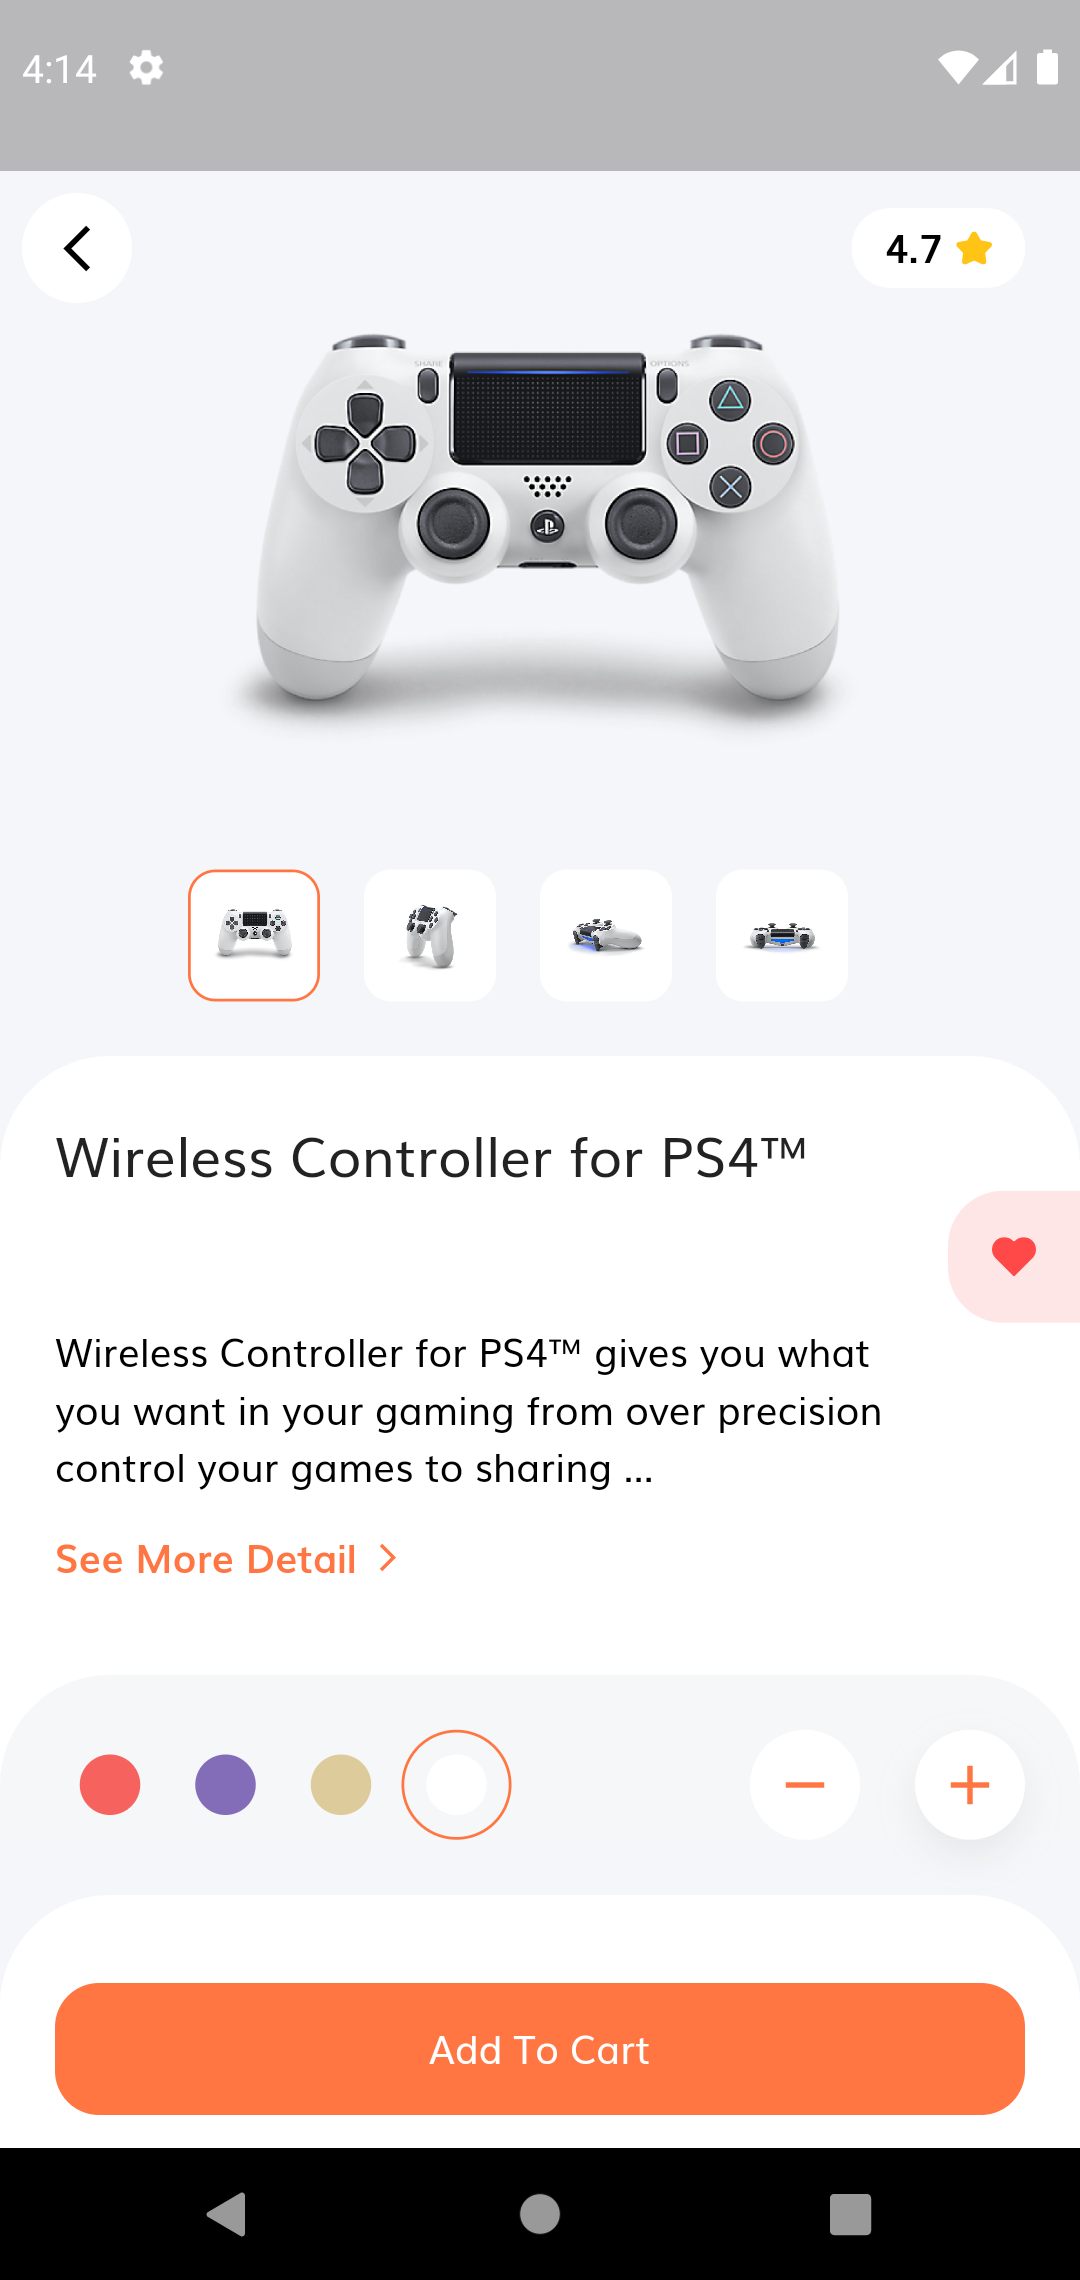 4:14
4.7
SHARE
OPTIONS
Wireless Controller for PS4™
Wireless Controller for PS4™ gives you what
you want in your gaming from over precision
control your games to sharing ...
See More Detail
Add To Cart